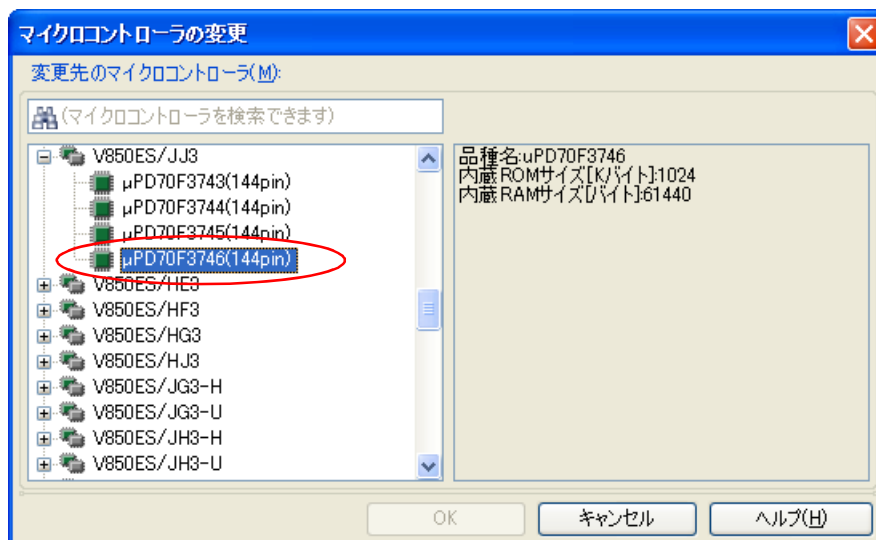 マイクロコントローラの変更
変更先のマイクロコントローラ(M):
(マイクロコントローラを検索できます)
V850ES/JJ3
μPD70F3743(144pin)
μPD70F3744(144pin)
μPD70F3745(144pin)
μPD70F3746(144pin)
V850ES/HE3
V850ES/HF3
V850ES/HG3
V850ES/HJ3
V850ES/JG3-H
V850ES/JG3-U
V850ES/JH3-H
V850ES/JH3-U
品種名:uPD70F3746
内蔵ROMサイズ[Kバイト]:1024
内蔵RAMサイズ[バイト]:61440
OK
キャンセル
ヘルプ(H)